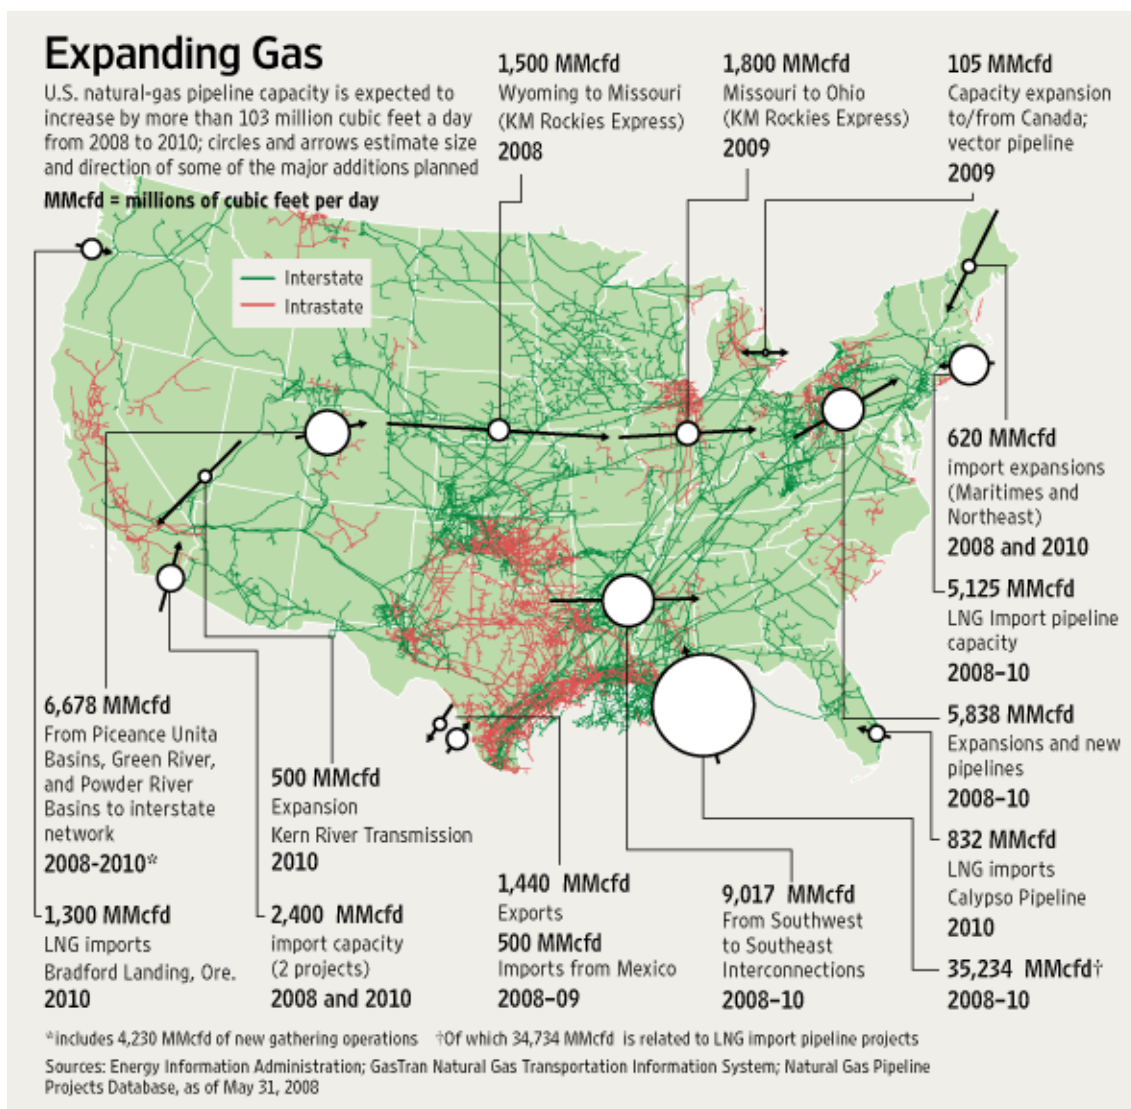 Expanding Gas
U.S. natural-gas pipeline capacity is expected to
increase by more than 103 million cubic feet a day
from 2008 to 2010; circles and arrows estimate size
and direction of some of the major additions planned
MMcfd = millions of cubic feet per day
1,500 MMcfd
Wyoming to Missouri
(KM Rockies Express)
2008
1,800 MMcfd
Missouri to Ohio
(KM Rockies Express)
2009
105 MMcfd
Capacity expansion
to/from Canada;
vector pipeline
2009
Interstate
Intrastate
620 MMcfd
import expansions
(Maritimes and
Northeast)
2008 and 2010
5,125 MMcfd
LNG Import pipeline
capacity
2008-10
5,838 MMcfd
Expansions and new
pipelines
2008-10
832 MMcfd
LNG imports
Calypso Pipeline
2010
35,234 MMcfd†
2008-10
6,678 MMcfd
From Piceance Unita
Basins, Green River,
and Powder River
Basins to interstate
network
2008-2010*
1,300 MMcfd
LNG imports
Bradford Landing, Ore.
2010
500 MMcfd
Expansion
Kern River Transmission
2010
2,400 MMcfd
import capacity
(2 projects)
2008 and 2010
1,440 MMcfd
Exports
500 MMcfd
Imports from Mexico
2008-09
9,017 MMcfd
From Southwest
to Southeast
Interconnections
2008-10
*includes 4,230 MMcfd of new gathering operations †Of which 34,734 MMcfd is related to LNG import pipeline projects
Sources: Energy Information Administration; GasTran Natural Gas Transportation Information System; Natural Gas Pipeline
Projects Database, as of May 31, 2008